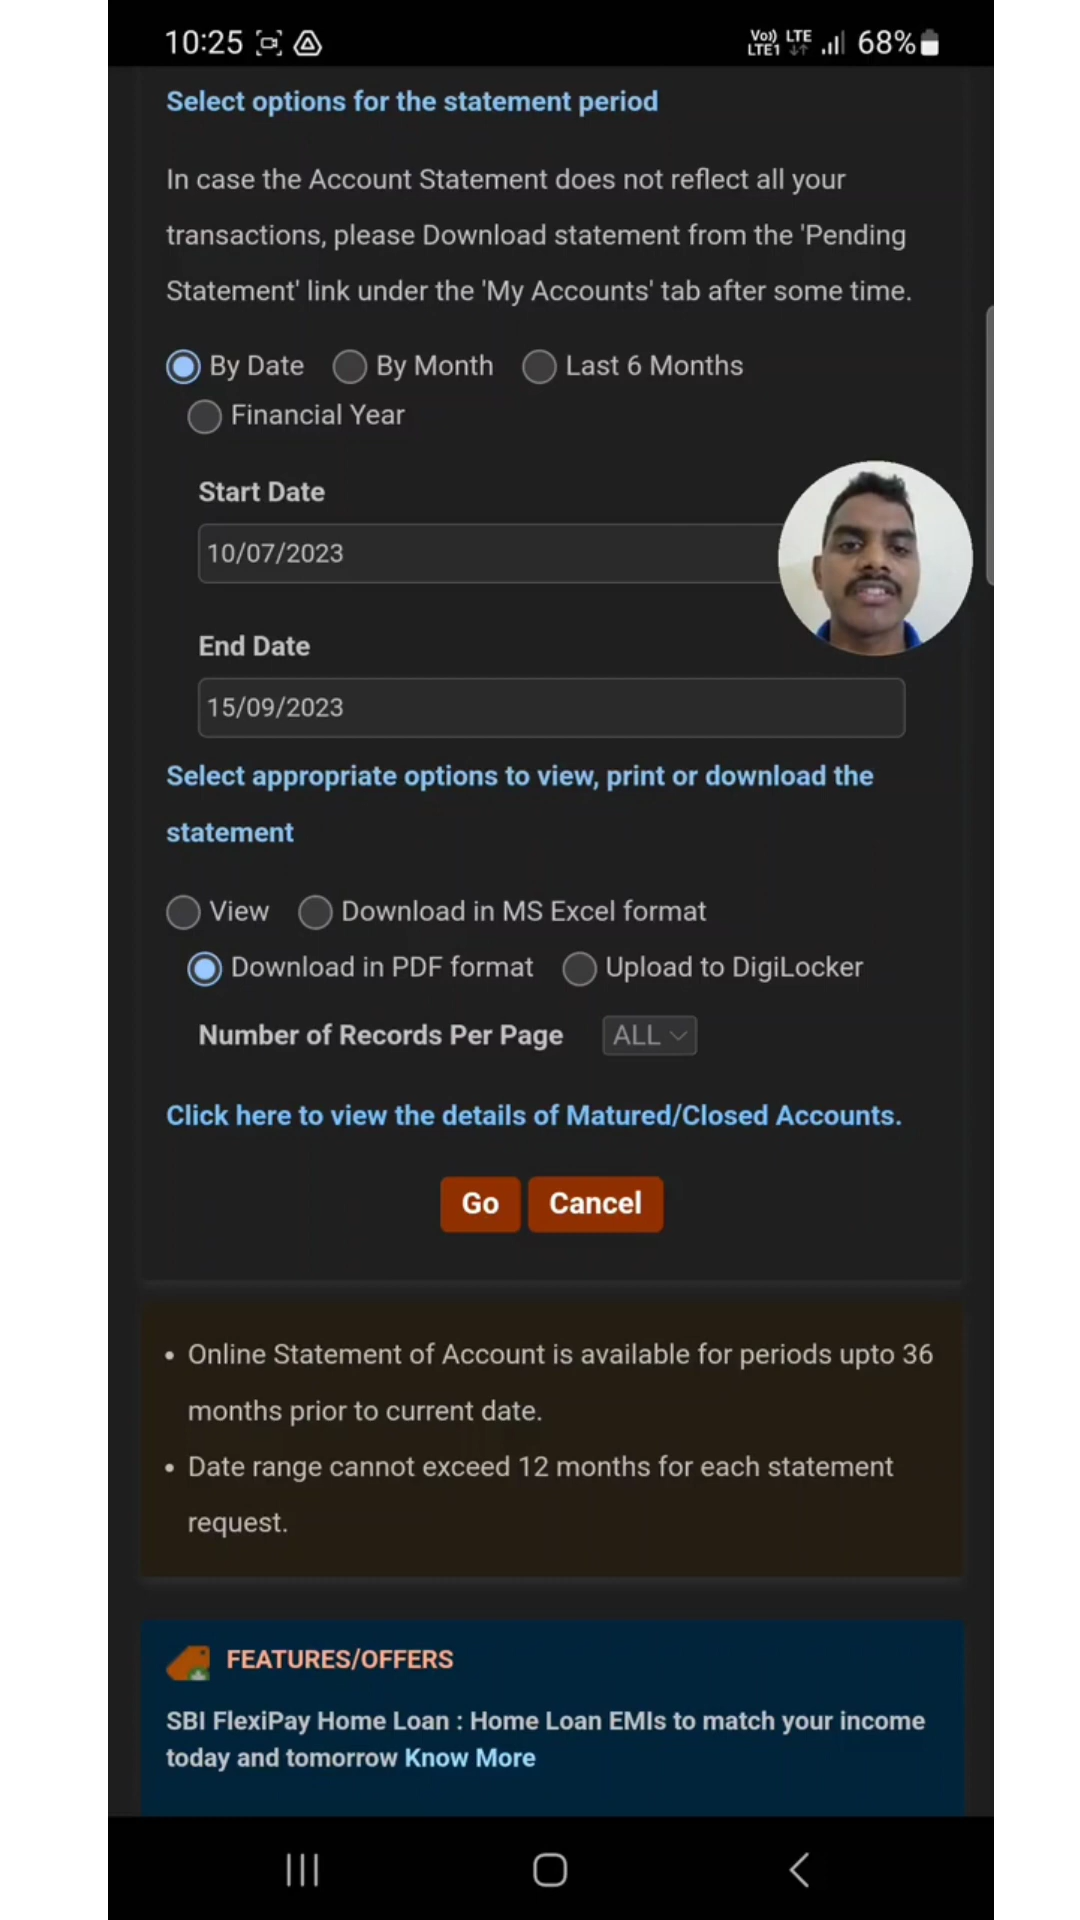 10:25
Vo)) LTE
LTE1
68%
Select options for the statement period
In case the Account Statement does not reflect all your
transactions, please Download statement from the 'Pending
Statement' link under the 'My Accounts' tab after some time.
By Date By Month Last 6 Months
Financial Year
Start Date
10/07/2023
End Date
15/09/2023
Select appropriate options to view, print or download the
statement
View Download in MS Excel format
Download in PDF format Upload to DigiLocker
Number of Records Per Page ALL
Click here to view the details of Matured/Closed Accounts.
Go Cancel
• Online Statement of Account is available for periods upto 36
months prior to current date.
• Date range cannot exceed 12 months for each statement
request.
FEATURES/OFFERS
SBI FlexiPay Home Loan : Home Loan EMIs to match your income
today and tomorrow Know More